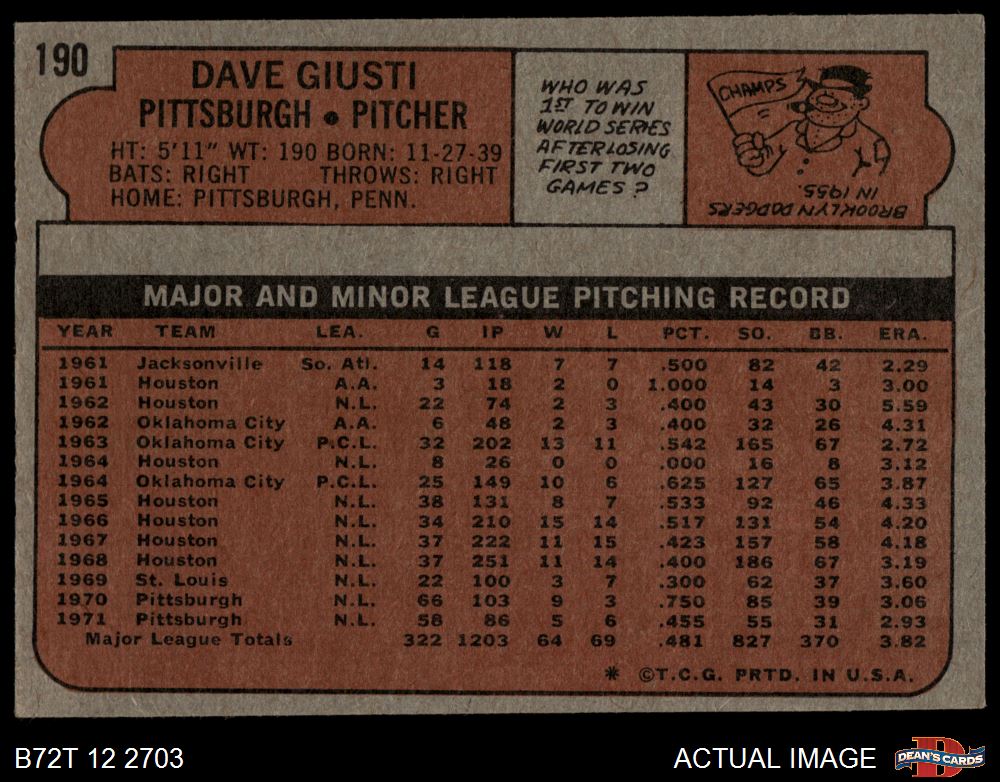 190
DAVE GIUSTI
PITTSBURGH • PITCHER
HT: 5'11" WT: 190 BORN: 11-27-39
BATS: RIGHT THROWS: RIGHT
HOME: PITTSBURGH, PENN.
WHO WAS
1ST TO WIN
WORLD SERIES
AFTER LOSING
FIRST TWO
GAMES?
CHAMPS
BROOKLYN DODGERS
IN 1955.
MAJOR AND MINOR LEAGUE PITCHING RECORD
YEAR TEAM LEA. G IP W L PCT. SO. BB. ERA.
1961 Jacksonville So. Atl. 14 118 7 7 .500 82 42 2.29
1961 Houston A.A. 3 18 2 0 1.000 14 3 3.00
1962 Houston N.L. 22 74 2 3 .400 43 30 5.59
1962 Oklahoma City A.A. 6 48 2 3 .400 32 26 4.31
1963 Oklahoma City P.C.L. 32 202 13 11 .542 165 67 2.72
1964 Houston N.L. 8 26 0 0 .000 16 8 3.12
1964 Oklahoma City P.C.L. 25 149 10 6 .625 127 65 3.87
1965 Houston N.L. 38 131 8 7 .533 92 46 4.33
1966 Houston N.L. 34 210 15 14 .517 131 54 4.20
1967 Houston N.L. 37 222 11 15 .423 157 58 4.18
1968 Houston N.L. 37 251 11 14 .400 186 67 3.19
1969 St. Louis N.L. 22 100 3 7 .300 62 37 3.60
1970 Pittsburgh N.L. 66 103 9 3 .750 85 39 3.06
1971 Pittsburgh N.L. 58 86 5 6 .455 55 31 2.93
Major League Totals 322 1203 64 69 .481 827 370 3.82
* ©T.C.G. PRTD. IN U.S.A.
B72T 12 2703
ACTUAL IMAGE
D
DEAN'S CARDS